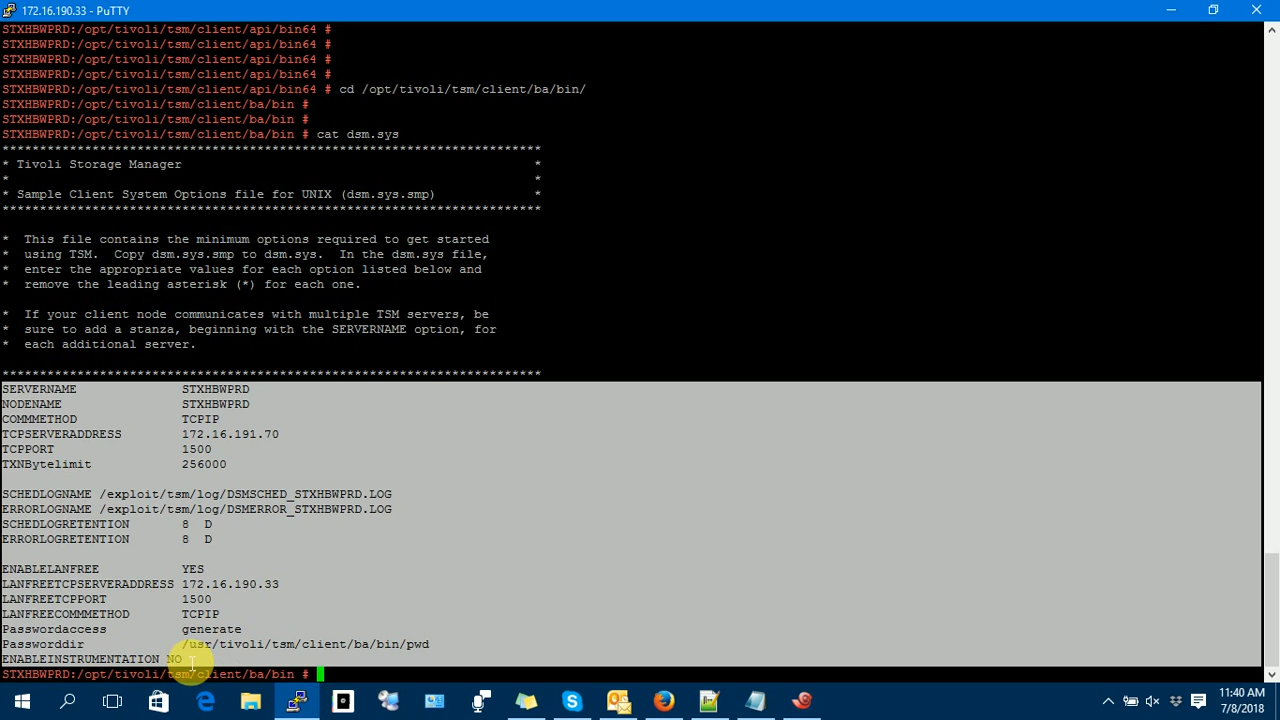 172.16.190.33 - PuTTY
STXHBWPRD:/opt/tivoli/tsm/client/api/bin64 #
STXHBWPRD:/opt/tivoli/tsm/client/api/bin64 #
STXHBWPRD:/opt/tivoli/tsm/client/api/bin64 #
STXHBWPRD:/opt/tivoli/tsm/client/api/bin64 #
STXHBWPRD:/opt/tivoli/tsm/client/api/bin64 # cd /opt/tivoli/tsm/client/ba/bin/
STXHBWPRD:/opt/tivoli/tsm/client/ba/bin #
STXHBWPRD:/opt/tivoli/tsm/client/ba/bin #
STXHBWPRD:/opt/tivoli/tsm/client/ba/bin # cat dsm.sys
************************************************************************
* Tivoli Storage Manager                                               *
*                                                                      *
* Sample Client System Options file for UNIX (dsm.sys.smp)             *
************************************************************************
*  This file contains the minimum options required to get started
*  using TSM.  Copy dsm.sys.smp to dsm.sys.  In the dsm.sys file,
*  enter the appropriate values for each option listed below and
*  remove the leading asterisk (*) for each one.
*  If your client node communicates with multiple TSM servers, be
*  sure to add a stanza, beginning with the SERVERNAME option, for
*  each additional server.
************************************************************************
SERVERNAME              STXHBWPRD
NODENAME                STXHBWPRD
COMMMETHOD              TCPIP
TCPSERVERADDRESS        172.16.191.70
TCPPORT                 1500
TXNBytelimit            256000
SCHEDLOGNAME /exploit/tsm/log/DSMSCHED_STXHBWPRD.LOG
ERRORLOGNAME /exploit/tsm/log/DSMERROR_STXHBWPRD.LOG
SCHEDLOGRETENTION       8  D
ERRORLOGRETENTION       8  D
ENABLELANFREE           YES
LANFREETCPSERVERADDRESS 172.16.190.33
LANFREETCPPORT          1500
LANFREECOMMMETHOD       TCPIP
Passwordaccess          generate
Passworddir             /usr/tivoli/tsm/client/ba/bin/pwd
ENABLEINSTRUMENTATION NO
STXHBWPRD:/opt/tivoli/tsm/client/ba/bin #
11:40 AM
7/8/2018